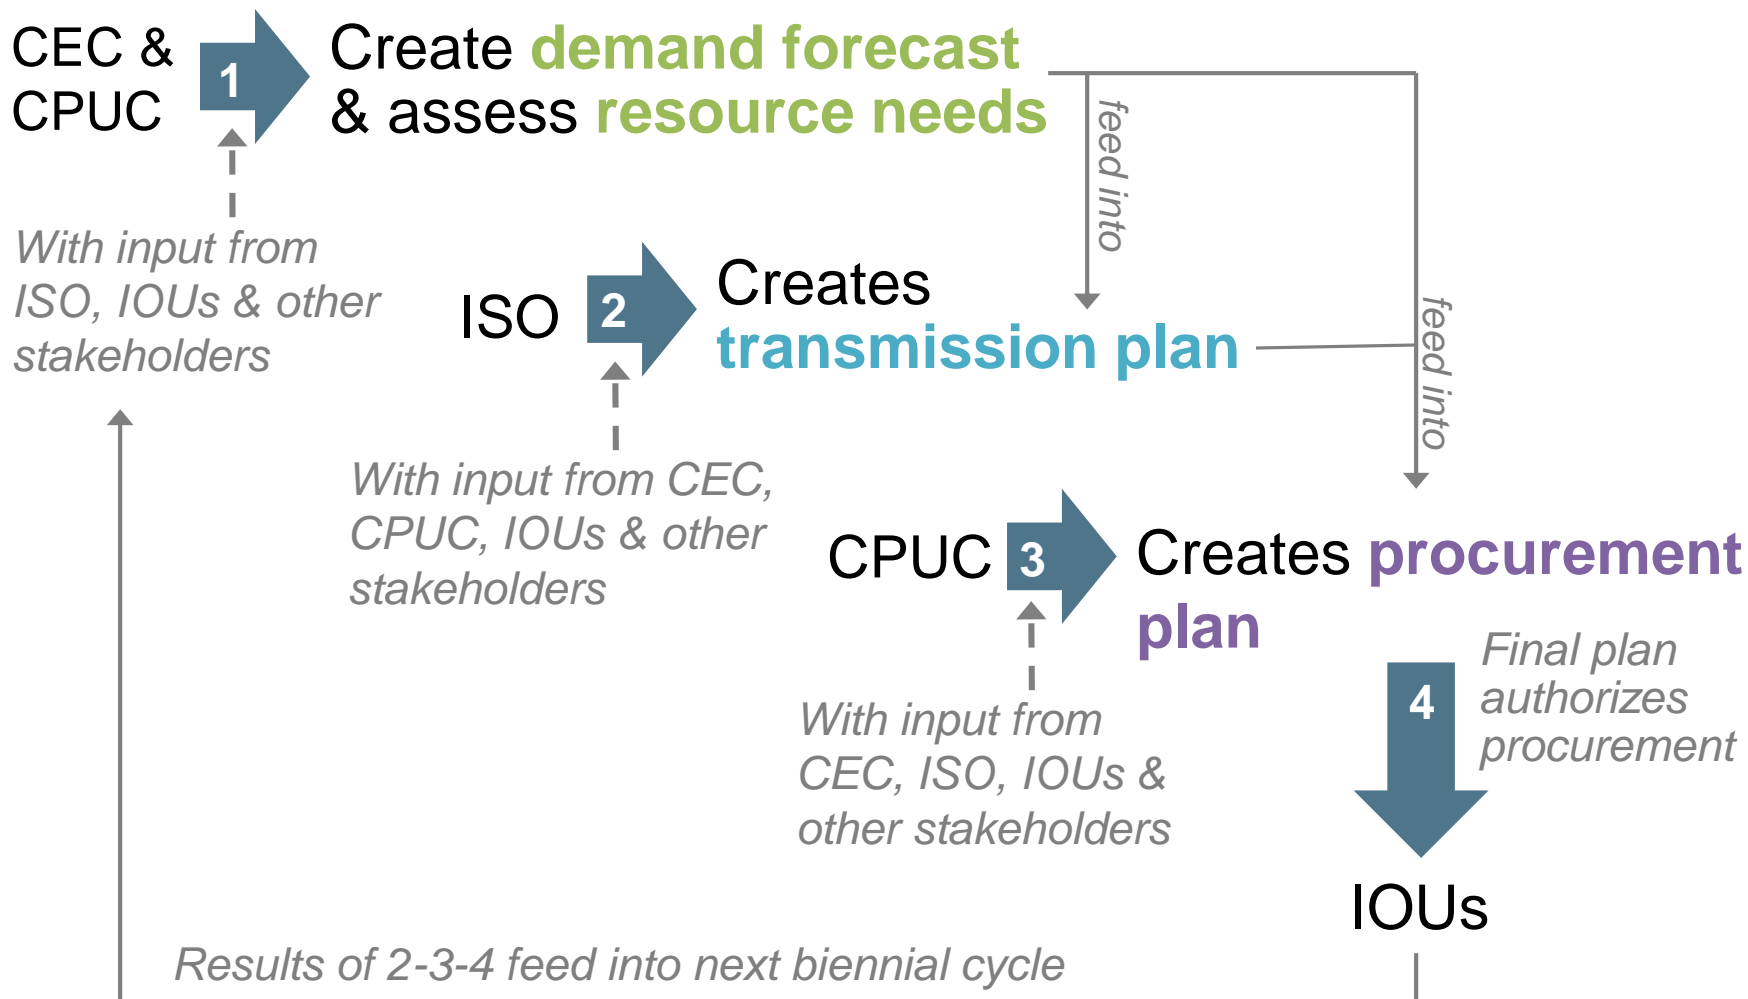 CEC &
CPUC
1
Create demand forecast
& assess resource needs
feed into
feed into
With input from
ISO, IOUs & other
stakeholders
ISO
2
Creates
transmission plan
With input from CEC,
CPUC, IOUs & other
stakeholders
CPUC
3
Creates procurement
plan
With input from
CEC, ISO, IOUs &
other stakeholders
4
Final plan
authorizes
procurement
IOUs
Results of 2-3-4 feed into next biennial cycle